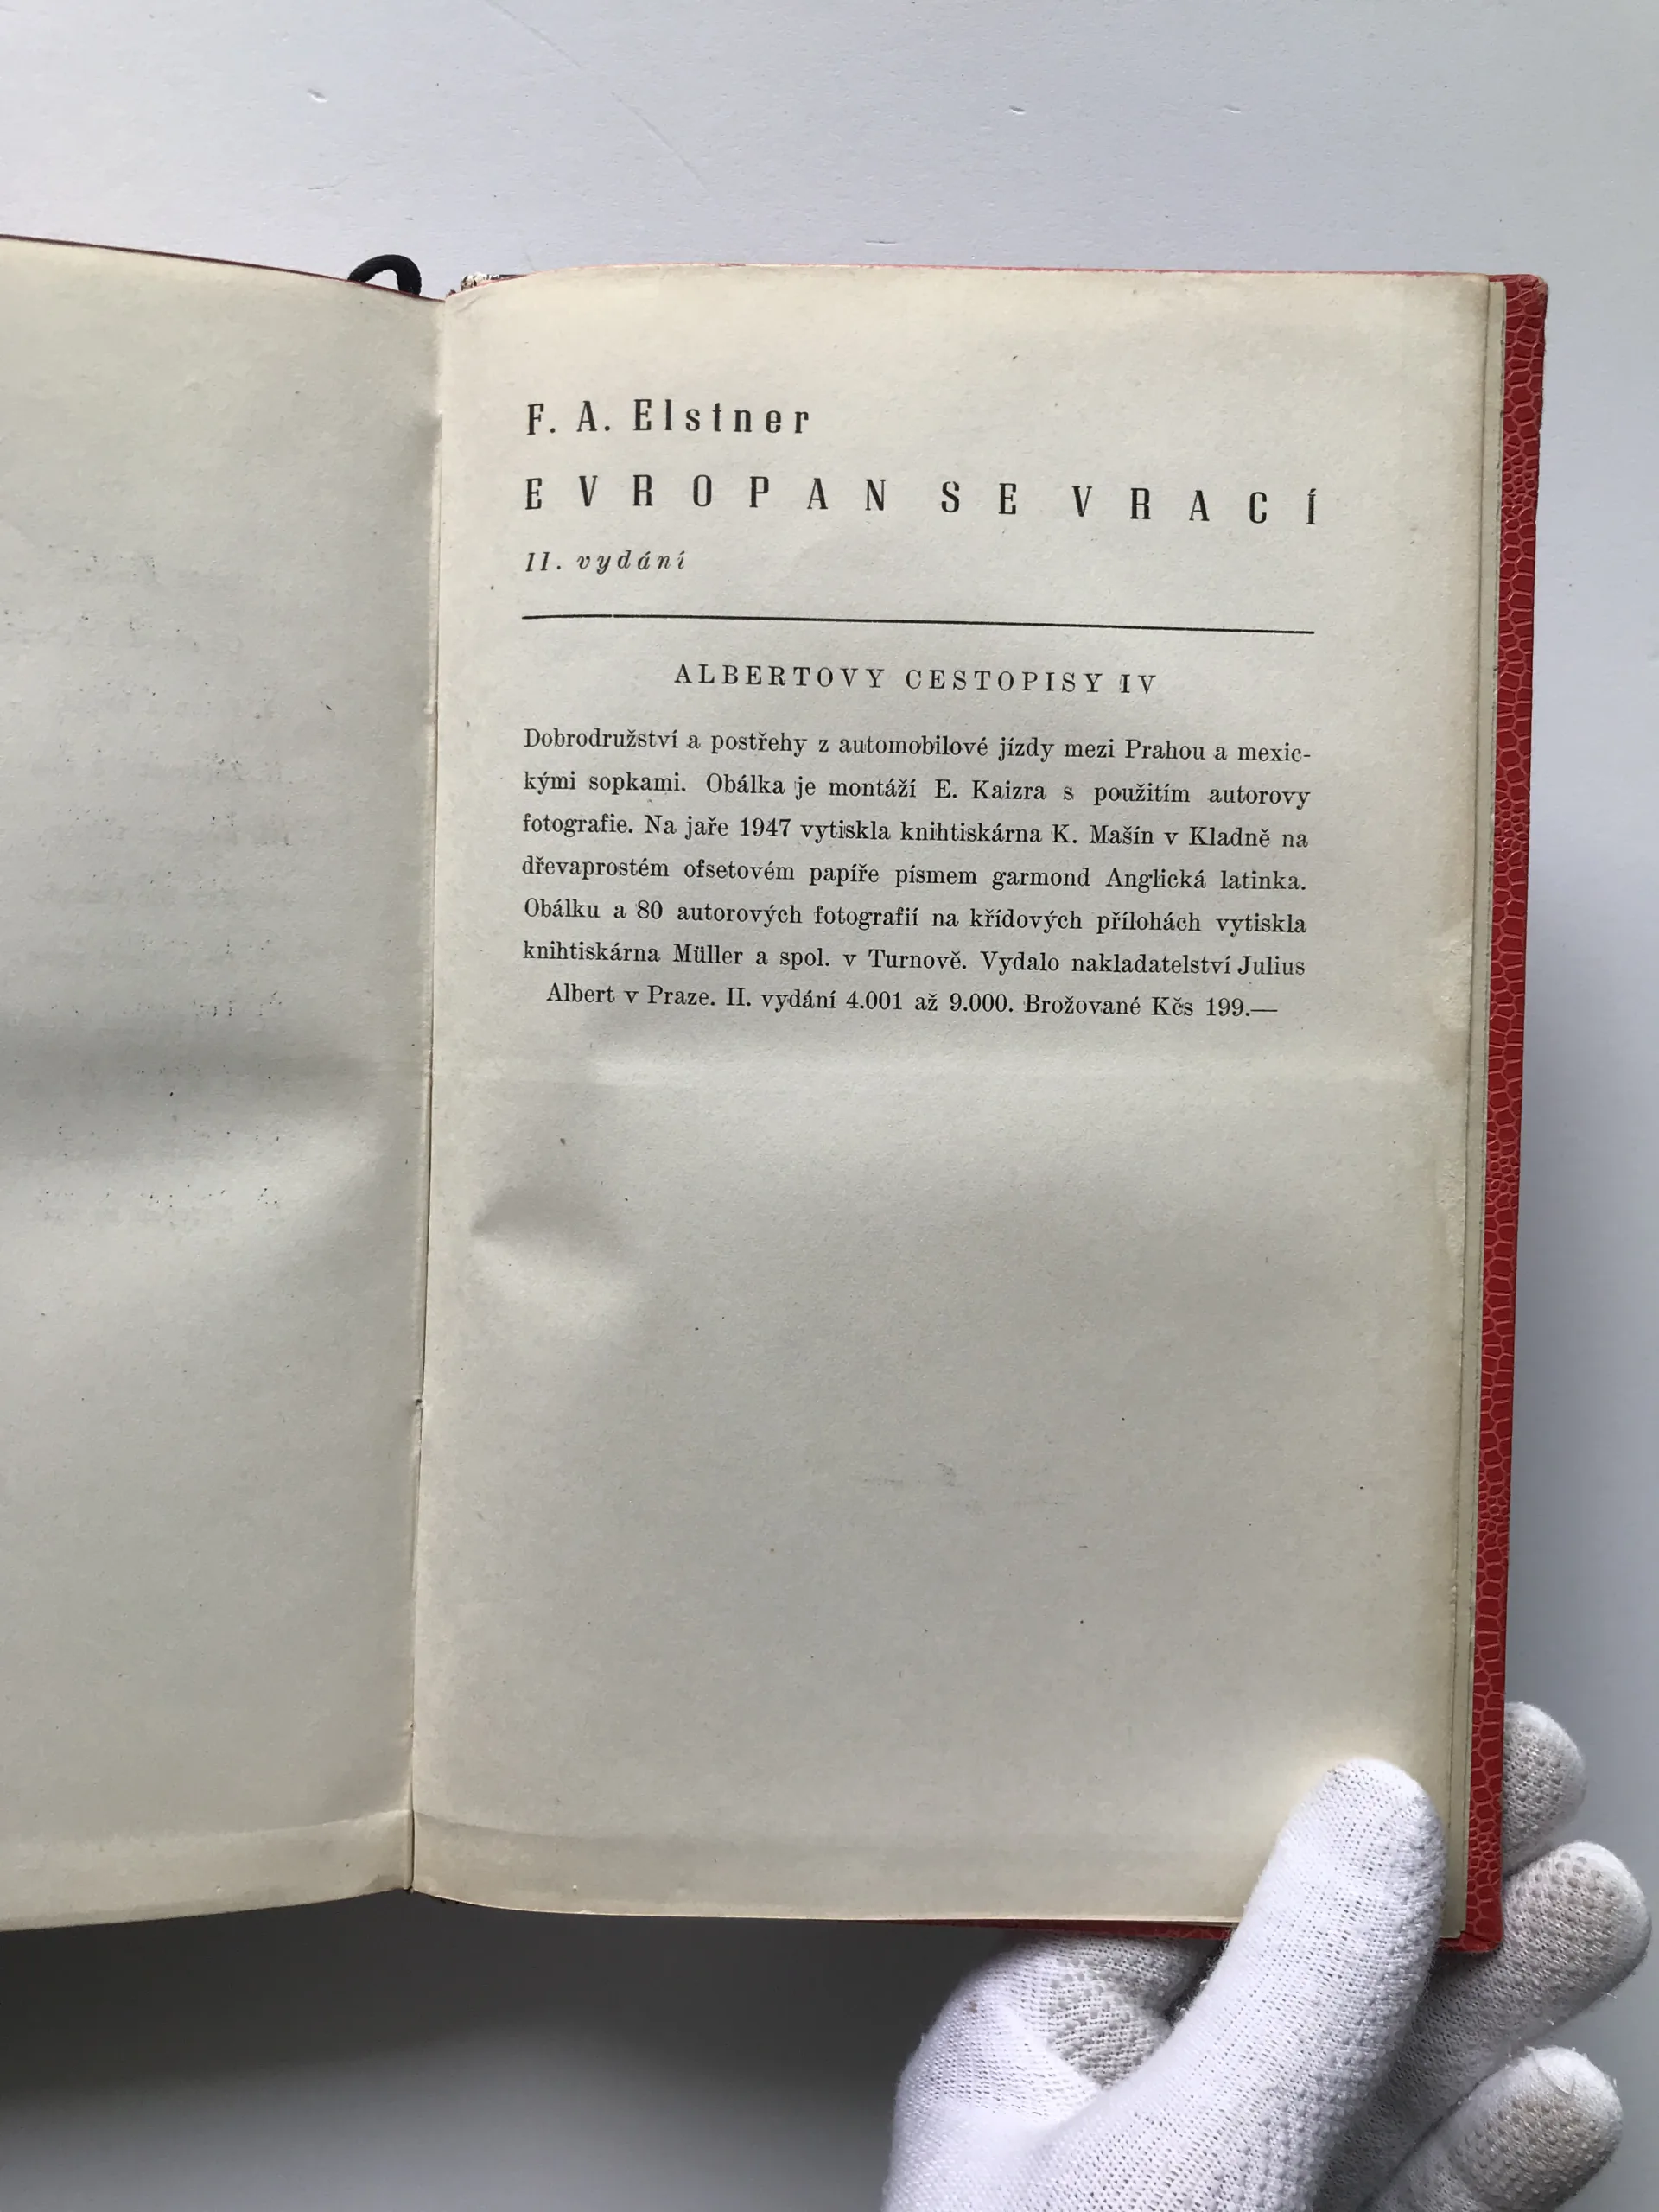 F. A. Elstner
EVROPAN SE VRACÍ
II. vydání
ALBERTOVY CESTOPISY IV
Dobrodružství a postřehy z automobilové jízdy mezi Prahou a mexic-
kými sopkami. Obálka je montáží E. Kaizra s použitím autorovy
fotografie. Na jaře 1947 vytiskla knihtiskárna K. Mašín v Kladně na
dřevaprostém ofsetovém papíře písmem garmond Anglická latinka.
Obálku a 80 autorových fotografií na křídových přílohách vytiskla
knihtiskárna Müller a spol. v Turnově. Vydalo nakladatelství Julius
Albert v Praze. II. vydání 4.001 až 9.000. Brožované Kčs 199.—